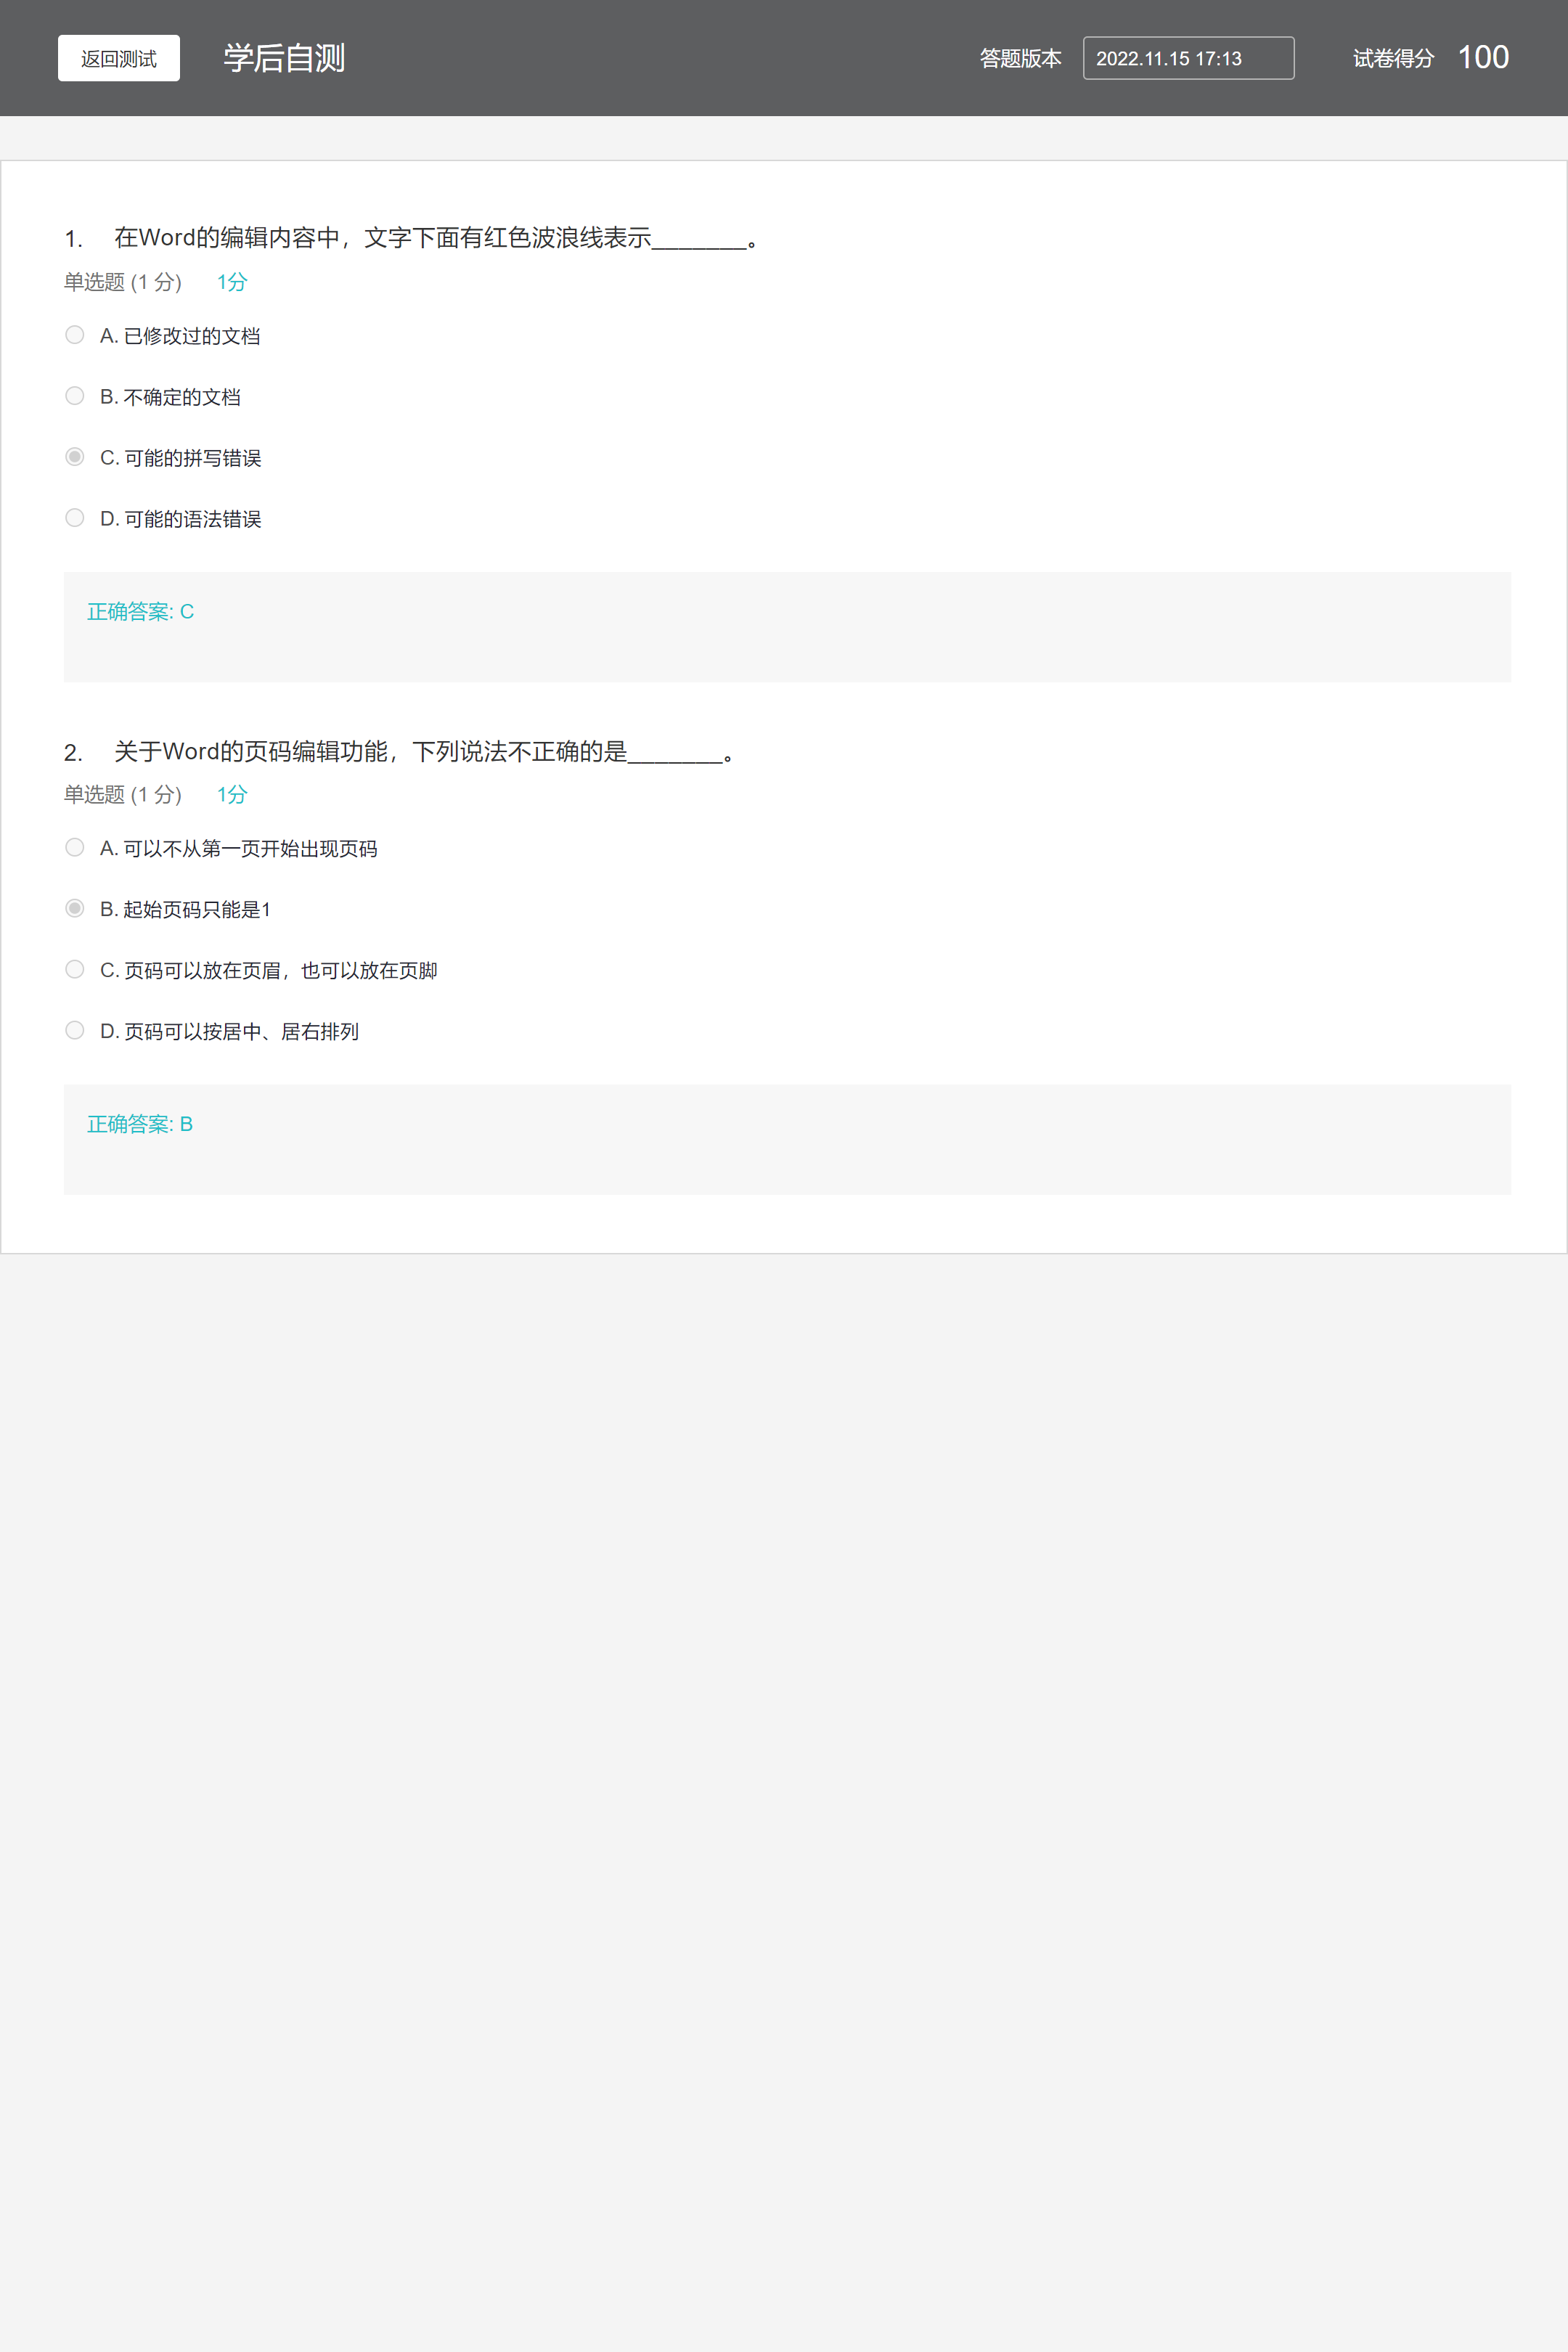 返回测试 学后自测 答题版本 2022.11.15 17:13 试卷得分 100
1. 在Word的编辑内容中，文字下面有红色波浪线表示_______。
单选题 (1 分) 1分
A. 已修改过的文档
B. 不确定的文档
C. 可能的拼写错误
D. 可能的语法错误
正确答案: C
2. 关于Word的页码编辑功能，下列说法不正确的是_______。
单选题 (1 分) 1分
A. 可以不从第一页开始出现页码
B. 起始页码只能是1
C. 页码可以放在页眉，也可以放在页脚
D. 页码可以按居中、居右排列
正确答案: B